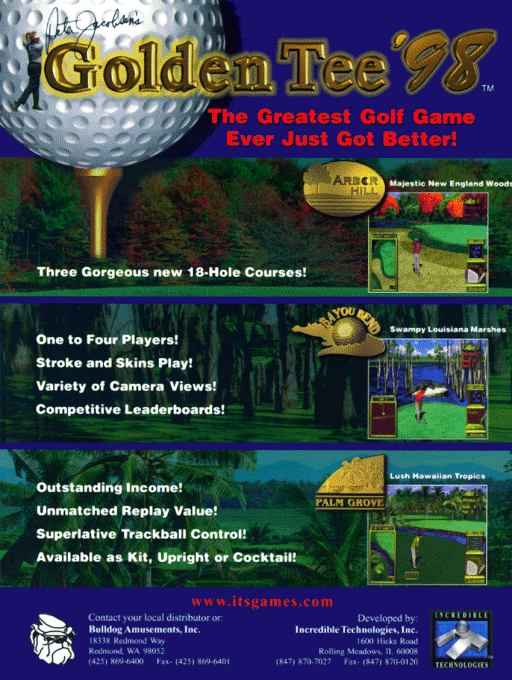 Peter Jacobsen's
Golden Tee '98 ™
The Greatest Golf Game
Ever Just Got Better!
ARBOR
HILL
Majestic New England Woods
Three Gorgeous new 18-Hole Courses!
BAYOU BEND
Swampy Louisiana Marshes
One to Four Players!
Stroke and Skins Play!
Variety of Camera Views!
Competitive Leaderboards!
PALM GROVE
Lush Hawaiian Tropics
Outstanding Income!
Unmatched Replay Value!
Superlative Trackball Control!
Available as Kit, Upright or Cocktail!
www.itsgames.com
Contact your local distributor or:
Bulldog Amusements, Inc.
18338 Redmond Way
Redmond, WA 98052
(425) 869-6400 Fax- (425) 869-6401
Developed by:
Incredible Technologies, Inc.
1600 Hicks Road
Rolling Meadows, IL 60008
(847) 870-7027 Fax- (847) 870-0120
INCREDIBLE
TECHNOLOGIES